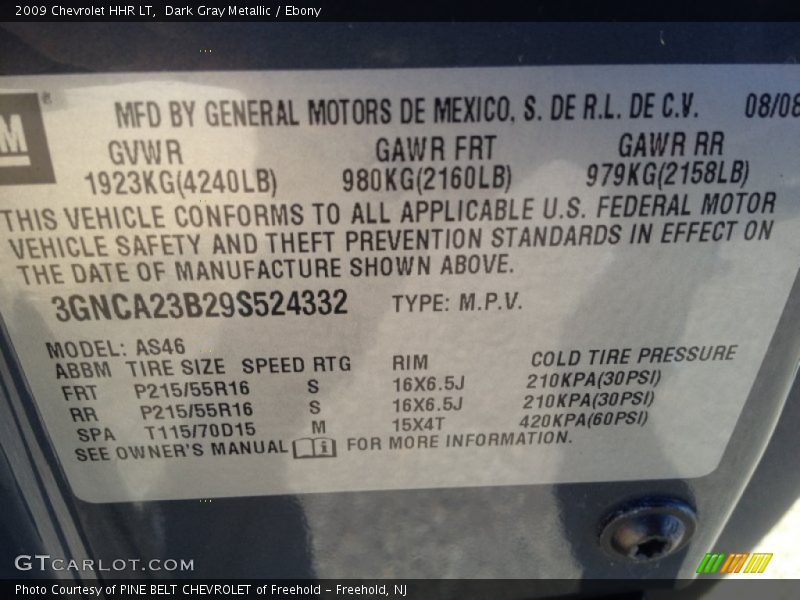 2009 Chevrolet HHR LT,  Dark Gray Metallic / Ebony
GM ®
MFD BY GENERAL MOTORS DE MEXICO, S. DE R.L. DE C.V. 08/08
GVWR GAWR FRT GAWR RR
1923KG(4240LB) 980KG(2160LB) 979KG(2158LB)
THIS VEHICLE CONFORMS TO ALL APPLICABLE U.S. FEDERAL MOTOR
VEHICLE SAFETY AND THEFT PREVENTION STANDARDS IN EFFECT ON
THE DATE OF MANUFACTURE SHOWN ABOVE.
3GNCA23B29S524332 TYPE: M.P.V.
MODEL: AS46
ABBM TIRE SIZE SPEED RTG RIM COLD TIRE PRESSURE
FRT P215/55R16 S 16X6.5J 210KPA(30PSI)
RR P215/55R16 S 16X6.5J 210KPA(30PSI)
SPA T115/70D15 M 15X4T 420KPA(60PSI)
SEE OWNER'S MANUAL FOR MORE INFORMATION.
GTCARLOT.COM
Photo Courtesy of PINE BELT CHEVROLET of Freehold - Freehold, NJ